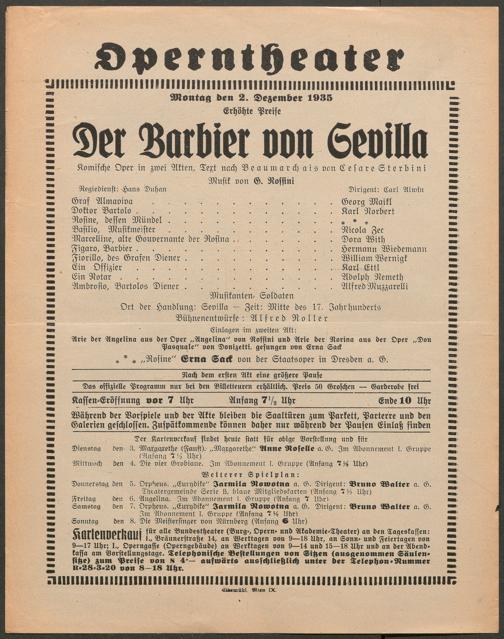 Operntheater
Montag den 2. Dezember 1935
Erhöhte Preise
Der Barbier von Sevilla
Komische Oper in zwei Akten, Text nach Beaumarchais von Cesare Sterbini
Musik von G. Rossini
Regiedienst: Hans Duhan Dirigent: Carl Alwin
Graf Almaviva . . . . . . . . . . Georg Maikl
Doktor Bartolo . . . . . . . . . . Karl Norbert
Rosine, dessen Mündel . . . . . . . . . . * * *
Basilio, Musikmeister . . . . . . . . . . Nicola Zec
Marcelline, alte Gouvernante der Rosina . . . . . . . . . . Dora With
Figaro, Barbier . . . . . . . . . . Hermann Wiedemann
Fiorillo, des Grafen Diener . . . . . . . . . . William Wernigk
Ein Offizier . . . . . . . . . . Karl Ettl
Ein Notar . . . . . . . . . . Adolph Nemeth
Ambrosio, Bartolos Diener . . . . . . . . . . Alfred Muzzarelli
Musikanten, Soldaten
Ort der Handlung: Sevilla — Zeit: Mitte des 17. Jahrhunderts
Bühnenentwürfe: Alfred Roller
Einlagen im zweiten Akt:
Arie der Angelina aus der Oper „Angelina" von Rossini und Arie der Norina aus der Oper „Don
Pasquale" von Donizetti, gesungen von Erna Sack
* * * „Rosine" Erna Sack von der Staatsoper in Dresden a. G.
Nach dem ersten Akt eine größere Pause
Das offizielle Programm nur bei den Billetteuren erhältlich. Preis 50 Groschen — Garderobe frei
Kassen-Eröffnung vor 7 Uhr Anfang 7½ Uhr Ende 10 Uhr
Während der Vorspiele und der Akte bleiben die Saaltüren zum Parkett, Parterre und den
Galerien geschlossen. Zuspätkommende können daher nur während der Pausen Einlaß finden
Der Kartenverkauf findet heute statt für obige Vorstellung und für
Dienstag den 3. Margarethe (Faust). „Margarethe" Anne Roselle a. G. Im Abonnement I. Gruppe
(Anfang 7½ Uhr)
Mittwoch den 4. Die vier Grobiane. Im Abonnement I. Gruppe (Anfang 7½ Uhr)
Weiterer Spielplan:
Donnerstag den 5. Orpheus. „Eurydike" Jarmila Novotna a. G. Dirigent: Bruno Walter a. G.
Theatergemeinde Serie B, blaue Mitgliedskarten (Anfang 7½ Uhr)
Freitag den 6. Angelina. Im Abonnement I. Gruppe (Anfang 7 Uhr)
Samstag den 7. Orpheus. „Eurydike" Jarmila Novotna a. G. Dirigent: Bruno Walter a. G.
Im Abonnement I. Gruppe (Anfang 7½ Uhr)
Sonntag den 8. Die Meistersinger von Nürnberg (Anfang 6 Uhr)
Kartenverkauf für alle Bundestheater (Burg-, Opern- und Akademie-Theater) an den Tageskassen:
I., Bräunerstraße 14, an Werktagen von 9—18 Uhr, an Sonn- und Feiertagen von
9—17 Uhr; I., Operngasse (Operngebäude) an Werktagen von 9—14 und 15—18 Uhr und an der Abend-
kassa am Vorstellungstage. Telephonische Bestellungen von Sitzen (ausgenommen Säulen-
sitze) zum Preise von S 4·— aufwärts ausschließlich unter der Telephon-Nummer
R-28-3-20 von 8—18 Uhr.
Elbemühl, Wien IX.